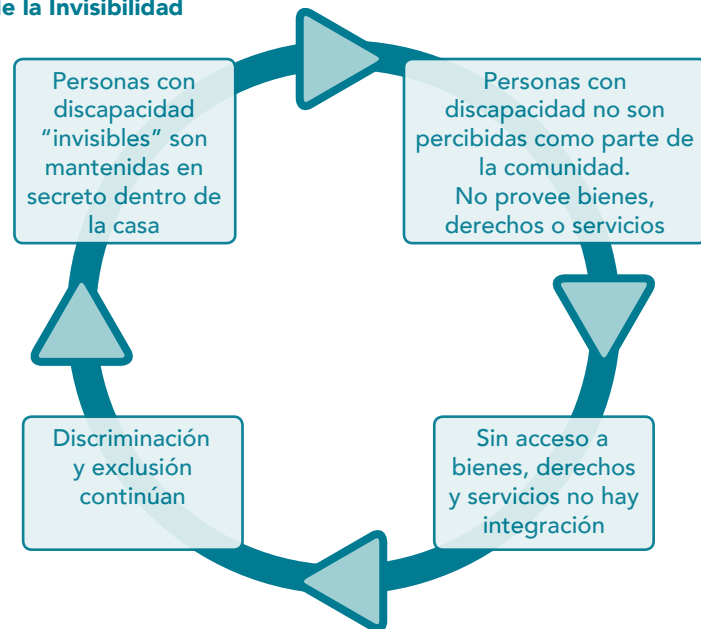 de la Invisibilidad
Personas con
discapacidad
“invisibles” son
mantenidas en
secreto dentro de
la casa
Personas con
discapacidad no son
percibidas como parte de
la comunidad.
No provee bienes,
derechos o servicios
Sin acceso a
bienes, derechos
y servicios no hay
integración
Discriminación
y exclusión
continúan